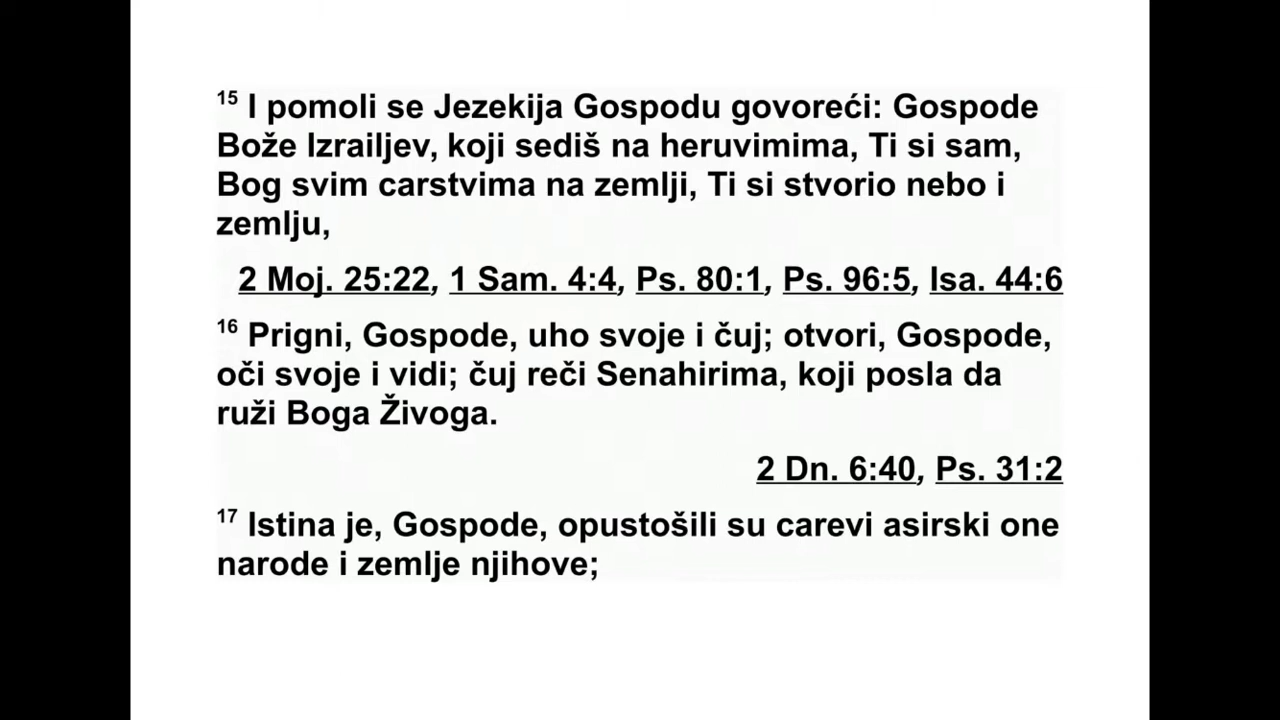 15 I pomoli se Jezekija Gospodu govoreći: Gospode
Bože Izrailjev, koji sediš na heruvimima, Ti si sam,
Bog svim carstvima na zemlji, Ti si stvorio nebo i
zemlju,
2 Moj. 25:22, 1 Sam. 4:4, Ps. 80:1, Ps. 96:5, Isa. 44:6
16 Prigni, Gospode, uho svoje i čuj; otvori, Gospode,
oči svoje i vidi; čuj reči Senahirima, koji posla da
ruži Boga Živoga.
2 Dn. 6:40, Ps. 31:2
17 Istina je, Gospode, opustošili su carevi asirski one
narode i zemlje njihove;